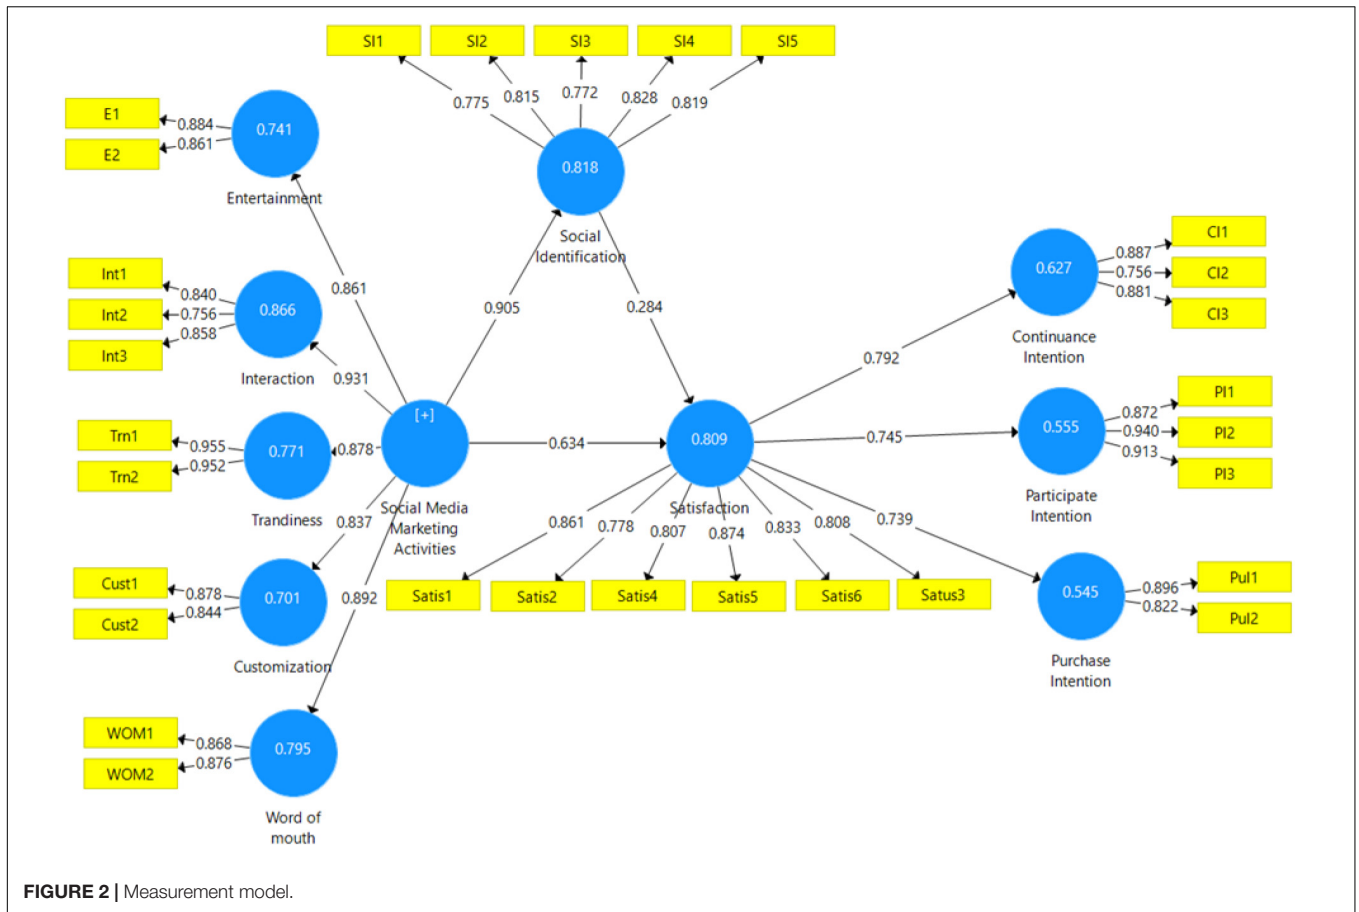 SI1
SI2
SI3
SI4
SI5
0.775
0.815
0.772
0.828
0.819
0.818
Social
Identification
E1
E2
0.884
0.861
0.741
Entertainment
0.861
Int1
Int2
Int3
0.840
0.756
0.858
0.866
Interaction
0.931
Trn1
Trn2
0.955
0.952
0.771
Trandiness
0.878
[+]
Social Media
Marketing
Activities
0.905
0.284
0.634
Cust1
Cust2
0.878
0.844
0.701
Customization
0.837
WOM1
WOM2
0.868
0.876
0.795
Word of
mouth
0.892
0.809
Satisfaction
0.861
0.778
0.807
0.874
0.833
0.808
Satis1
Satis2
Satis4
Satis5
Satis6
Satus3
0.792
0.745
0.739
0.627
Continuance
Intention
0.887
0.756
0.881
CI1
CI2
CI3
0.555
Participate
Intention
0.872
0.940
0.913
PI1
PI2
PI3
0.545
Purchase
Intention
0.896
0.822
PuI1
PuI2
FIGURE 2 | Measurement model.